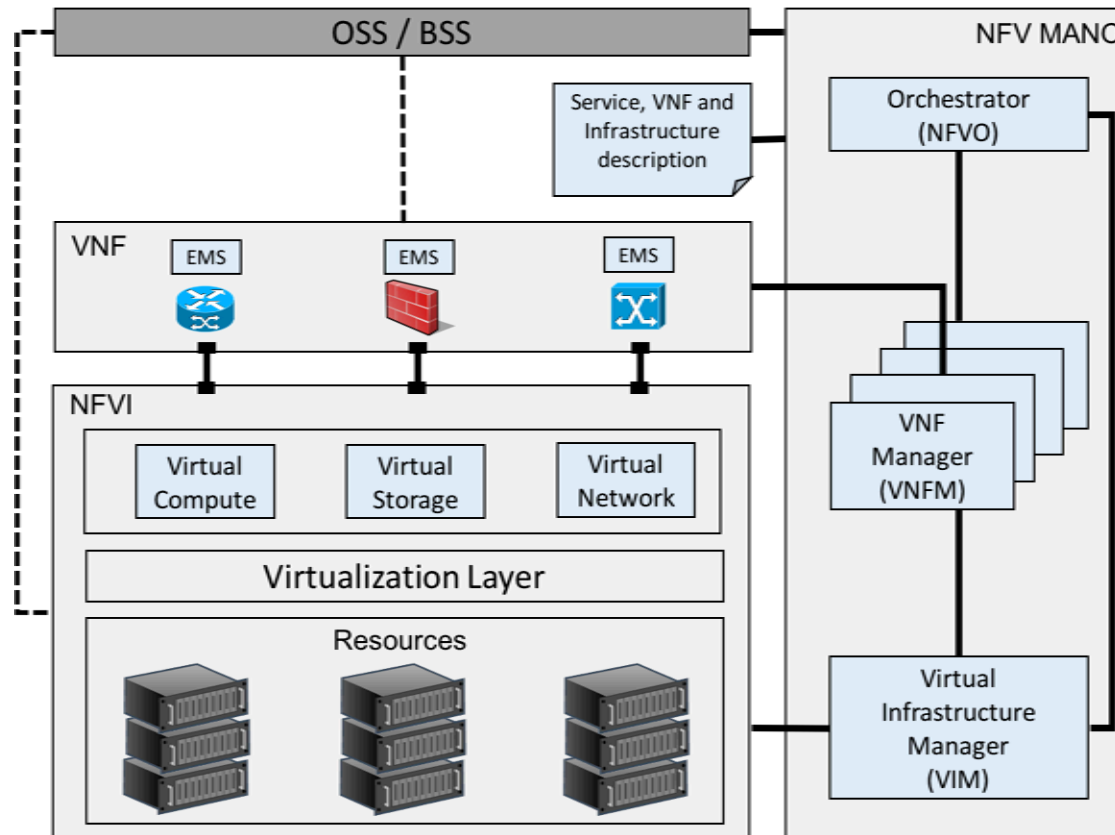 OSS / BSS
NFV MANO
Service, VNF and
Infrastructure
description
Orchestrator
(NFVO)
VNF
EMS
EMS
EMS
NFVI
Virtual
Compute
Virtual
Storage
Virtual
Network
VNF
Manager
(VNFM)
Virtualization Layer
Resources
Virtual
Infrastructure
Manager
(VIM)